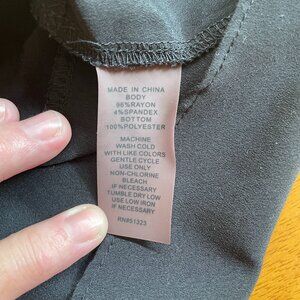 MADE IN CHINA
BODY
96%RAYON
4%SPANDEX
BOTTOM
100%POLYESTER
MACHINE
WASH COLD
WITH LIKE COLORS
GENTLE CYCLE
USE ONLY
NON-CHLORINE
BLEACH
IF NECESSARY
TUMBLE DRY LOW
USE LOW IRON
IF NECESSARY
RN851323